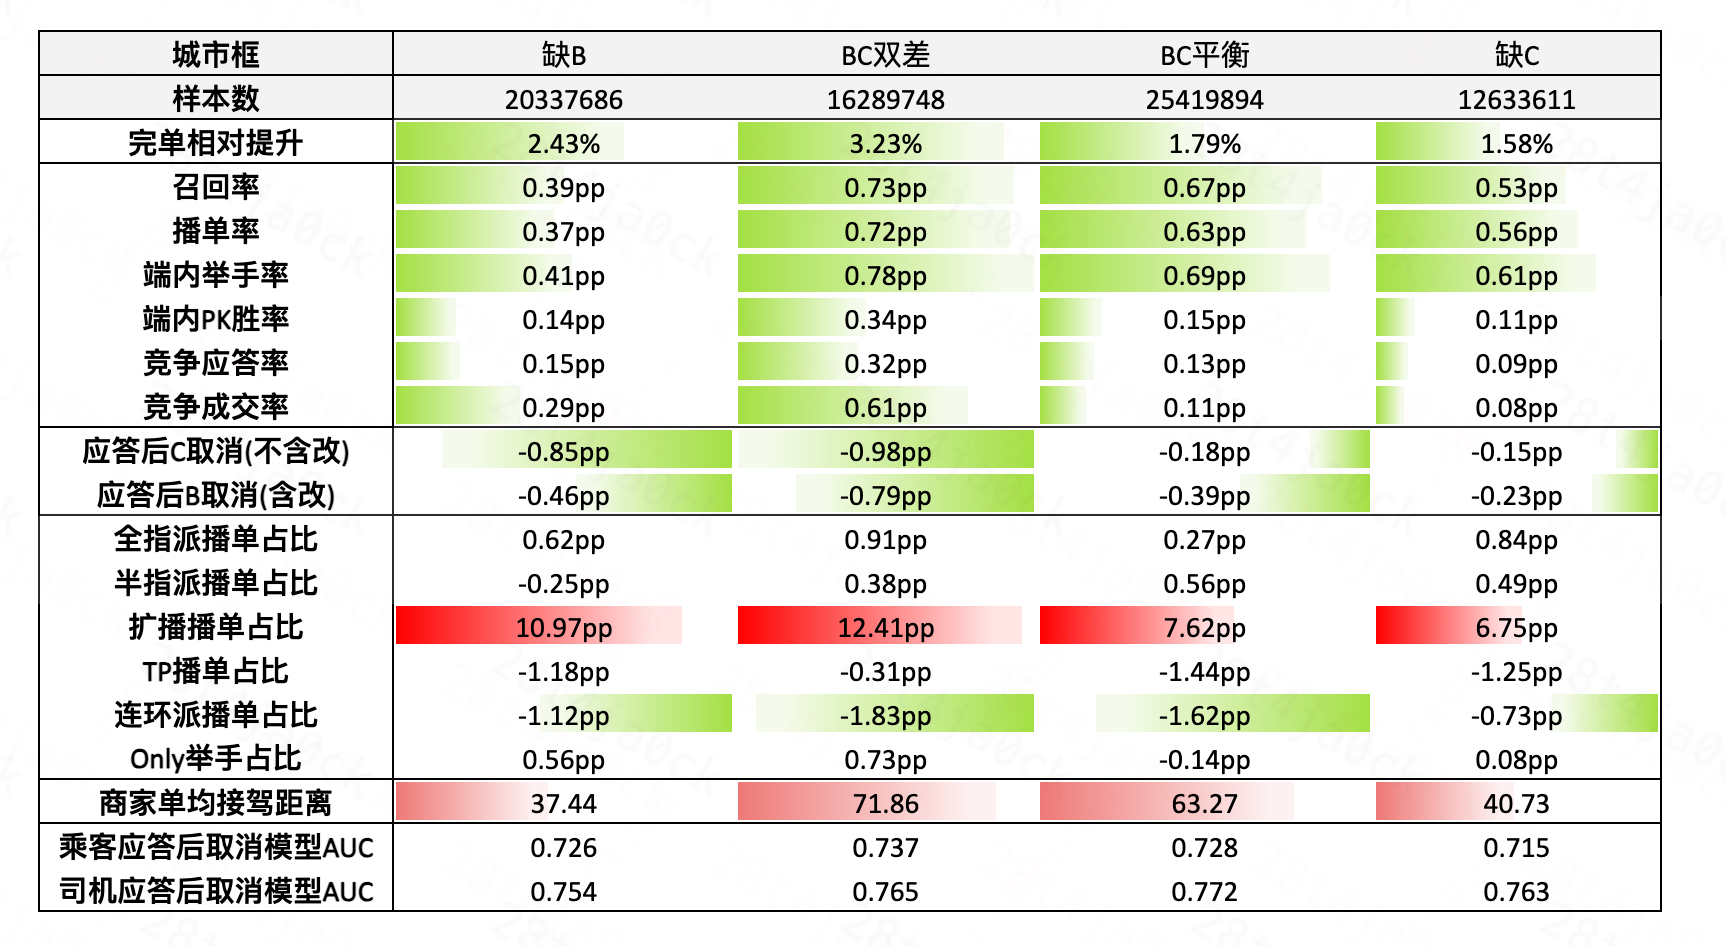 城市框 缺B BC双差 BC平衡 缺C
样本数 20337686 16289748 25419894 12633611
完单相对提升 2.43% 3.23% 1.79% 1.58%
召回率 0.39pp 0.73pp 0.67pp 0.53pp
播单率 0.37pp 0.72pp 0.63pp 0.56pp
端内举手率 0.41pp 0.78pp 0.69pp 0.61pp
端内PK胜率 0.14pp 0.34pp 0.15pp 0.11pp
竞争应答率 0.15pp 0.32pp 0.13pp 0.09pp
竞争成交率 0.29pp 0.61pp 0.11pp 0.08pp
应答后C取消(不含改) -0.85pp -0.98pp -0.18pp -0.15pp
应答后B取消(含改) -0.46pp -0.79pp -0.39pp -0.23pp
全指派播单占比 0.62pp 0.91pp 0.27pp 0.84pp
半指派播单占比 -0.25pp 0.38pp 0.56pp 0.49pp
扩播播单占比 10.97pp 12.41pp 7.62pp 6.75pp
TP播单占比 -1.18pp -0.31pp -1.44pp -1.25pp
连环派播单占比 -1.12pp -1.83pp -1.62pp -0.73pp
Only举手占比 0.56pp 0.73pp -0.14pp 0.08pp
商家单均接驾距离 37.44 71.86 63.27 40.73
乘客应答后取消模型AUC 0.726 0.737 0.728 0.715
司机应答后取消模型AUC 0.754 0.765 0.772 0.763